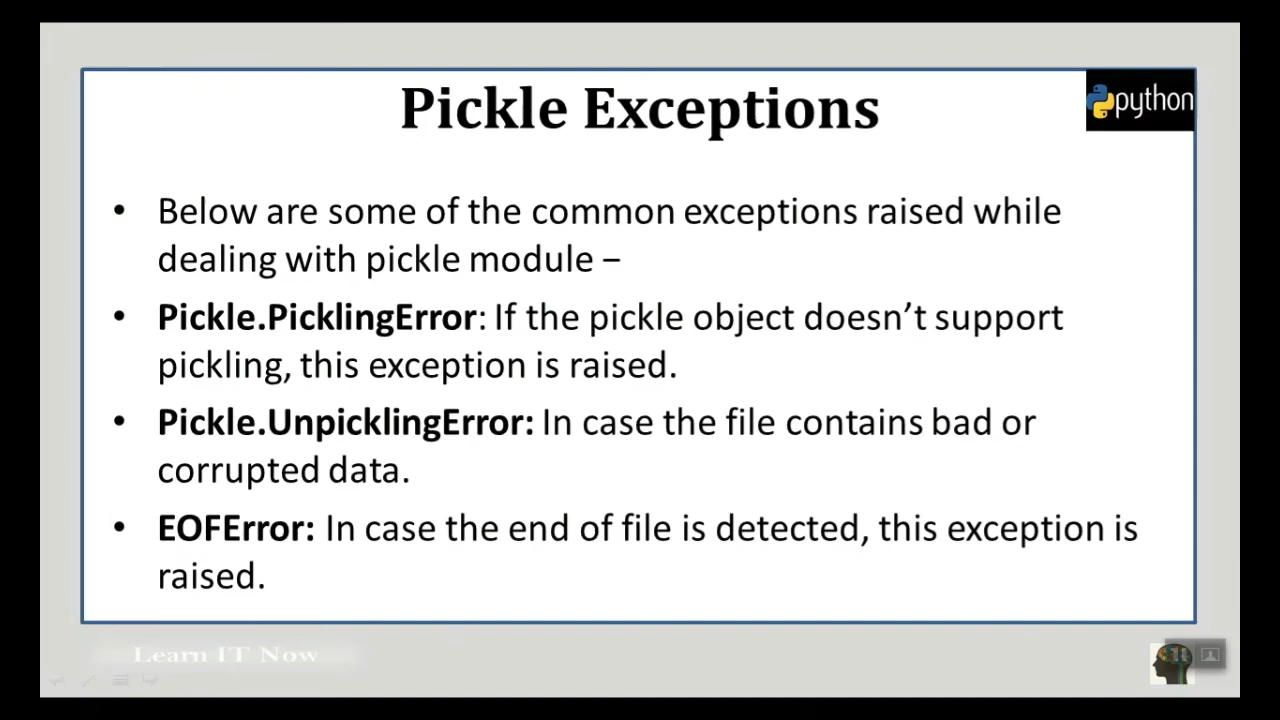 Pickle Exceptions
python
• Below are some of the common exceptions raised while
dealing with pickle module –
• Pickle.PicklingError: If the pickle object doesn’t support
pickling, this exception is raised.
• Pickle.UnpicklingError: In case the file contains bad or
corrupted data.
• EOFError: In case the end of file is detected, this exception is
raised.
Learn IT Now